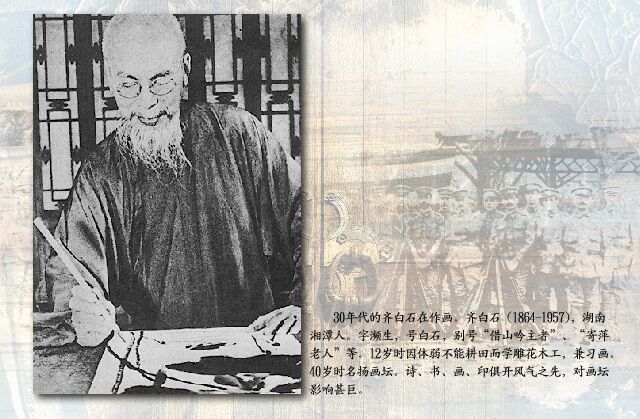 30年代的齐白石在作画。齐白石（1864-1957），湖南
湘潭人。字濒生，号白石，别号“借山吟主者”、“寄萍
老人”等。12岁时因体弱不能耕田而学雕花木工，兼习画。
40岁时名扬画坛。诗、书、画、印俱开风气之先，对画坛
影响甚巨。